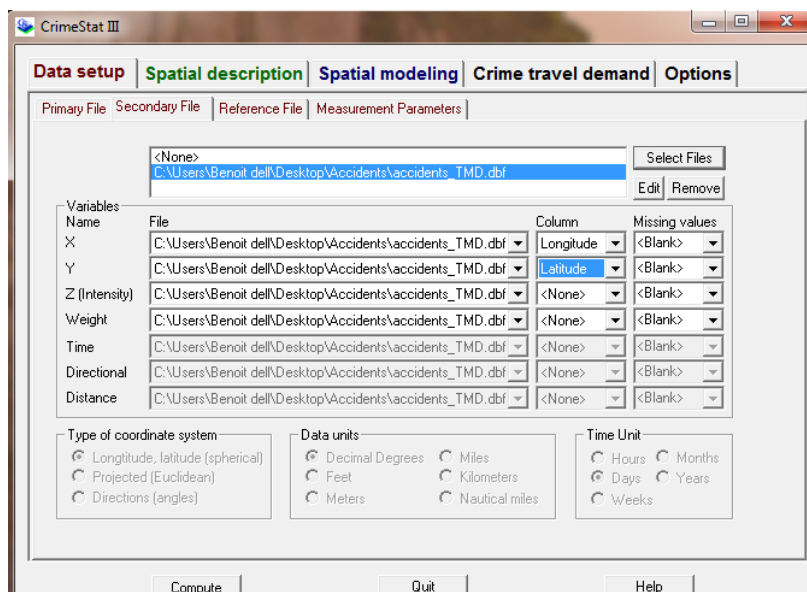 CrimeStat III
Data setup Spatial description Spatial modeling Crime travel demand Options
Primary File Secondary File Reference File Measurement Parameters
<None>
C:\Users\Benoit dell\Desktop\Accidents\accidents_TMD.dbf
Select Files
Edit Remove
Variables
Name File Column Missing values
X C:\Users\Benoit dell\Desktop\Accidents\accidents_TMD.dbf Longitude <Blank>
Y C:\Users\Benoit dell\Desktop\Accidents\accidents_TMD.dbf Latitude <Blank>
Z (Intensity) C:\Users\Benoit dell\Desktop\Accidents\accidents_TMD.dbf <None> <Blank>
Weight C:\Users\Benoit dell\Desktop\Accidents\accidents_TMD.dbf <None> <Blank>
Time C:\Users\Benoit dell\Desktop\Accidents\accidents_TMD.dbf <None> <Blank>
Directional C:\Users\Benoit dell\Desktop\Accidents\accidents_TMD.dbf <None> <Blank>
Distance C:\Users\Benoit dell\Desktop\Accidents\accidents_TMD.dbf <None> <Blank>
Type of coordinate system Data units Time Unit
Longtitude, latitude (spherical) Decimal Degrees Miles Hours Months
Projected (Euclidean) Feet Kilometers Days Years
Directions (angles) Meters Nautical miles Weeks
Compute Quit Help